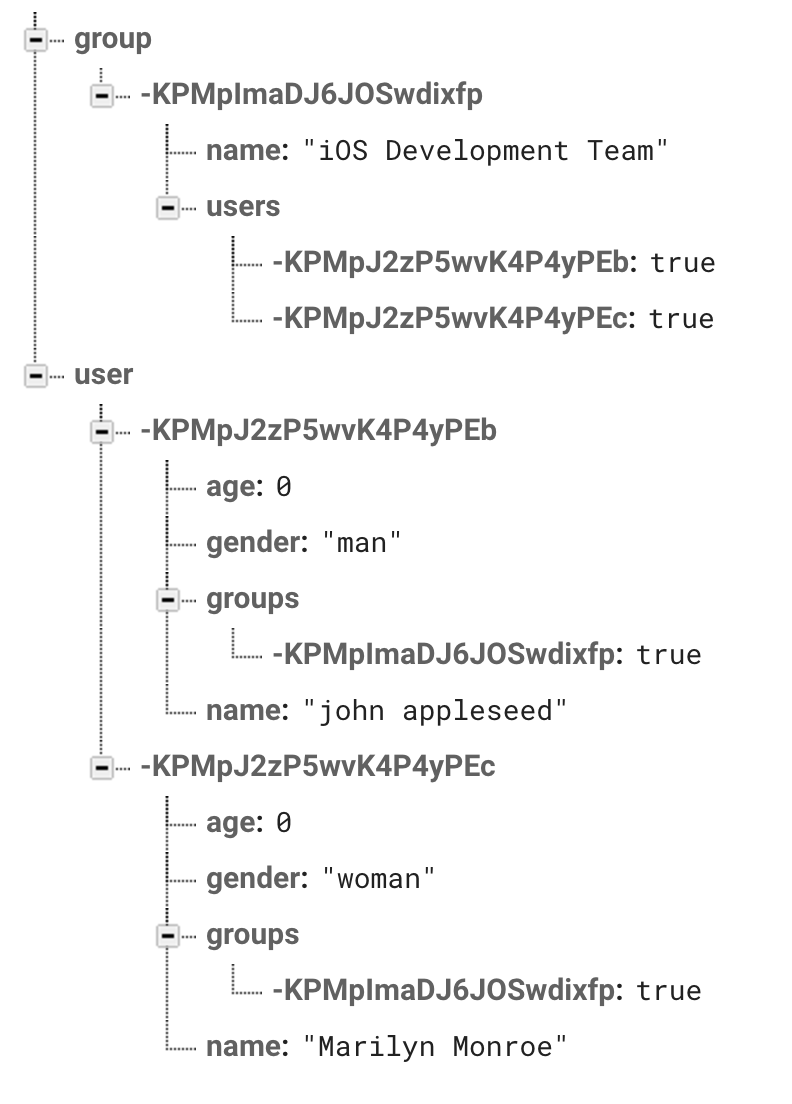 group
-KPMpImaDJ6JOSwdixfp
name: "iOS Development Team"
users
-KPMpJ2zP5wvK4P4yPEb: true
-KPMpJ2zP5wvK4P4yPEc: true
user
-KPMpJ2zP5wvK4P4yPEb
age: 0
gender: "man"
groups
-KPMpImaDJ6JOSwdixfp: true
name: "john appleseed"
-KPMpJ2zP5wvK4P4yPEc
age: 0
gender: "woman"
groups
-KPMpImaDJ6JOSwdixfp: true
name: "Marilyn Monroe"